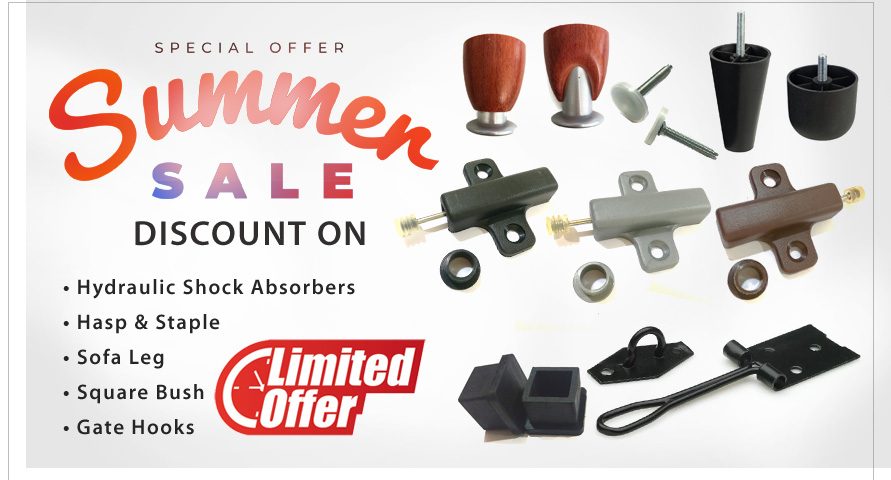 SPECIAL OFFER
Summer
SALE
DISCOUNT ON
• Hydraulic Shock Absorbers
• Hasp & Staple
• Sofa Leg
• Square Bush
• Gate Hooks
Limited
Offer